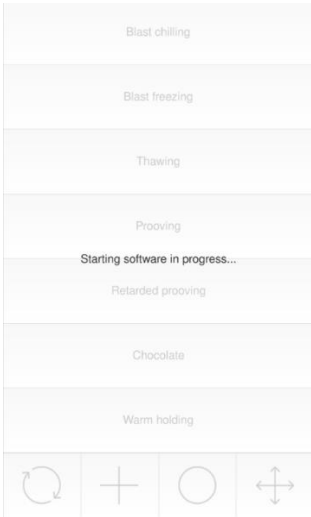 Blast chilling
Blast freezing
Thawing
Prooving
Starting software in progress...
Retarded prooving
Chocolate
Warm holding